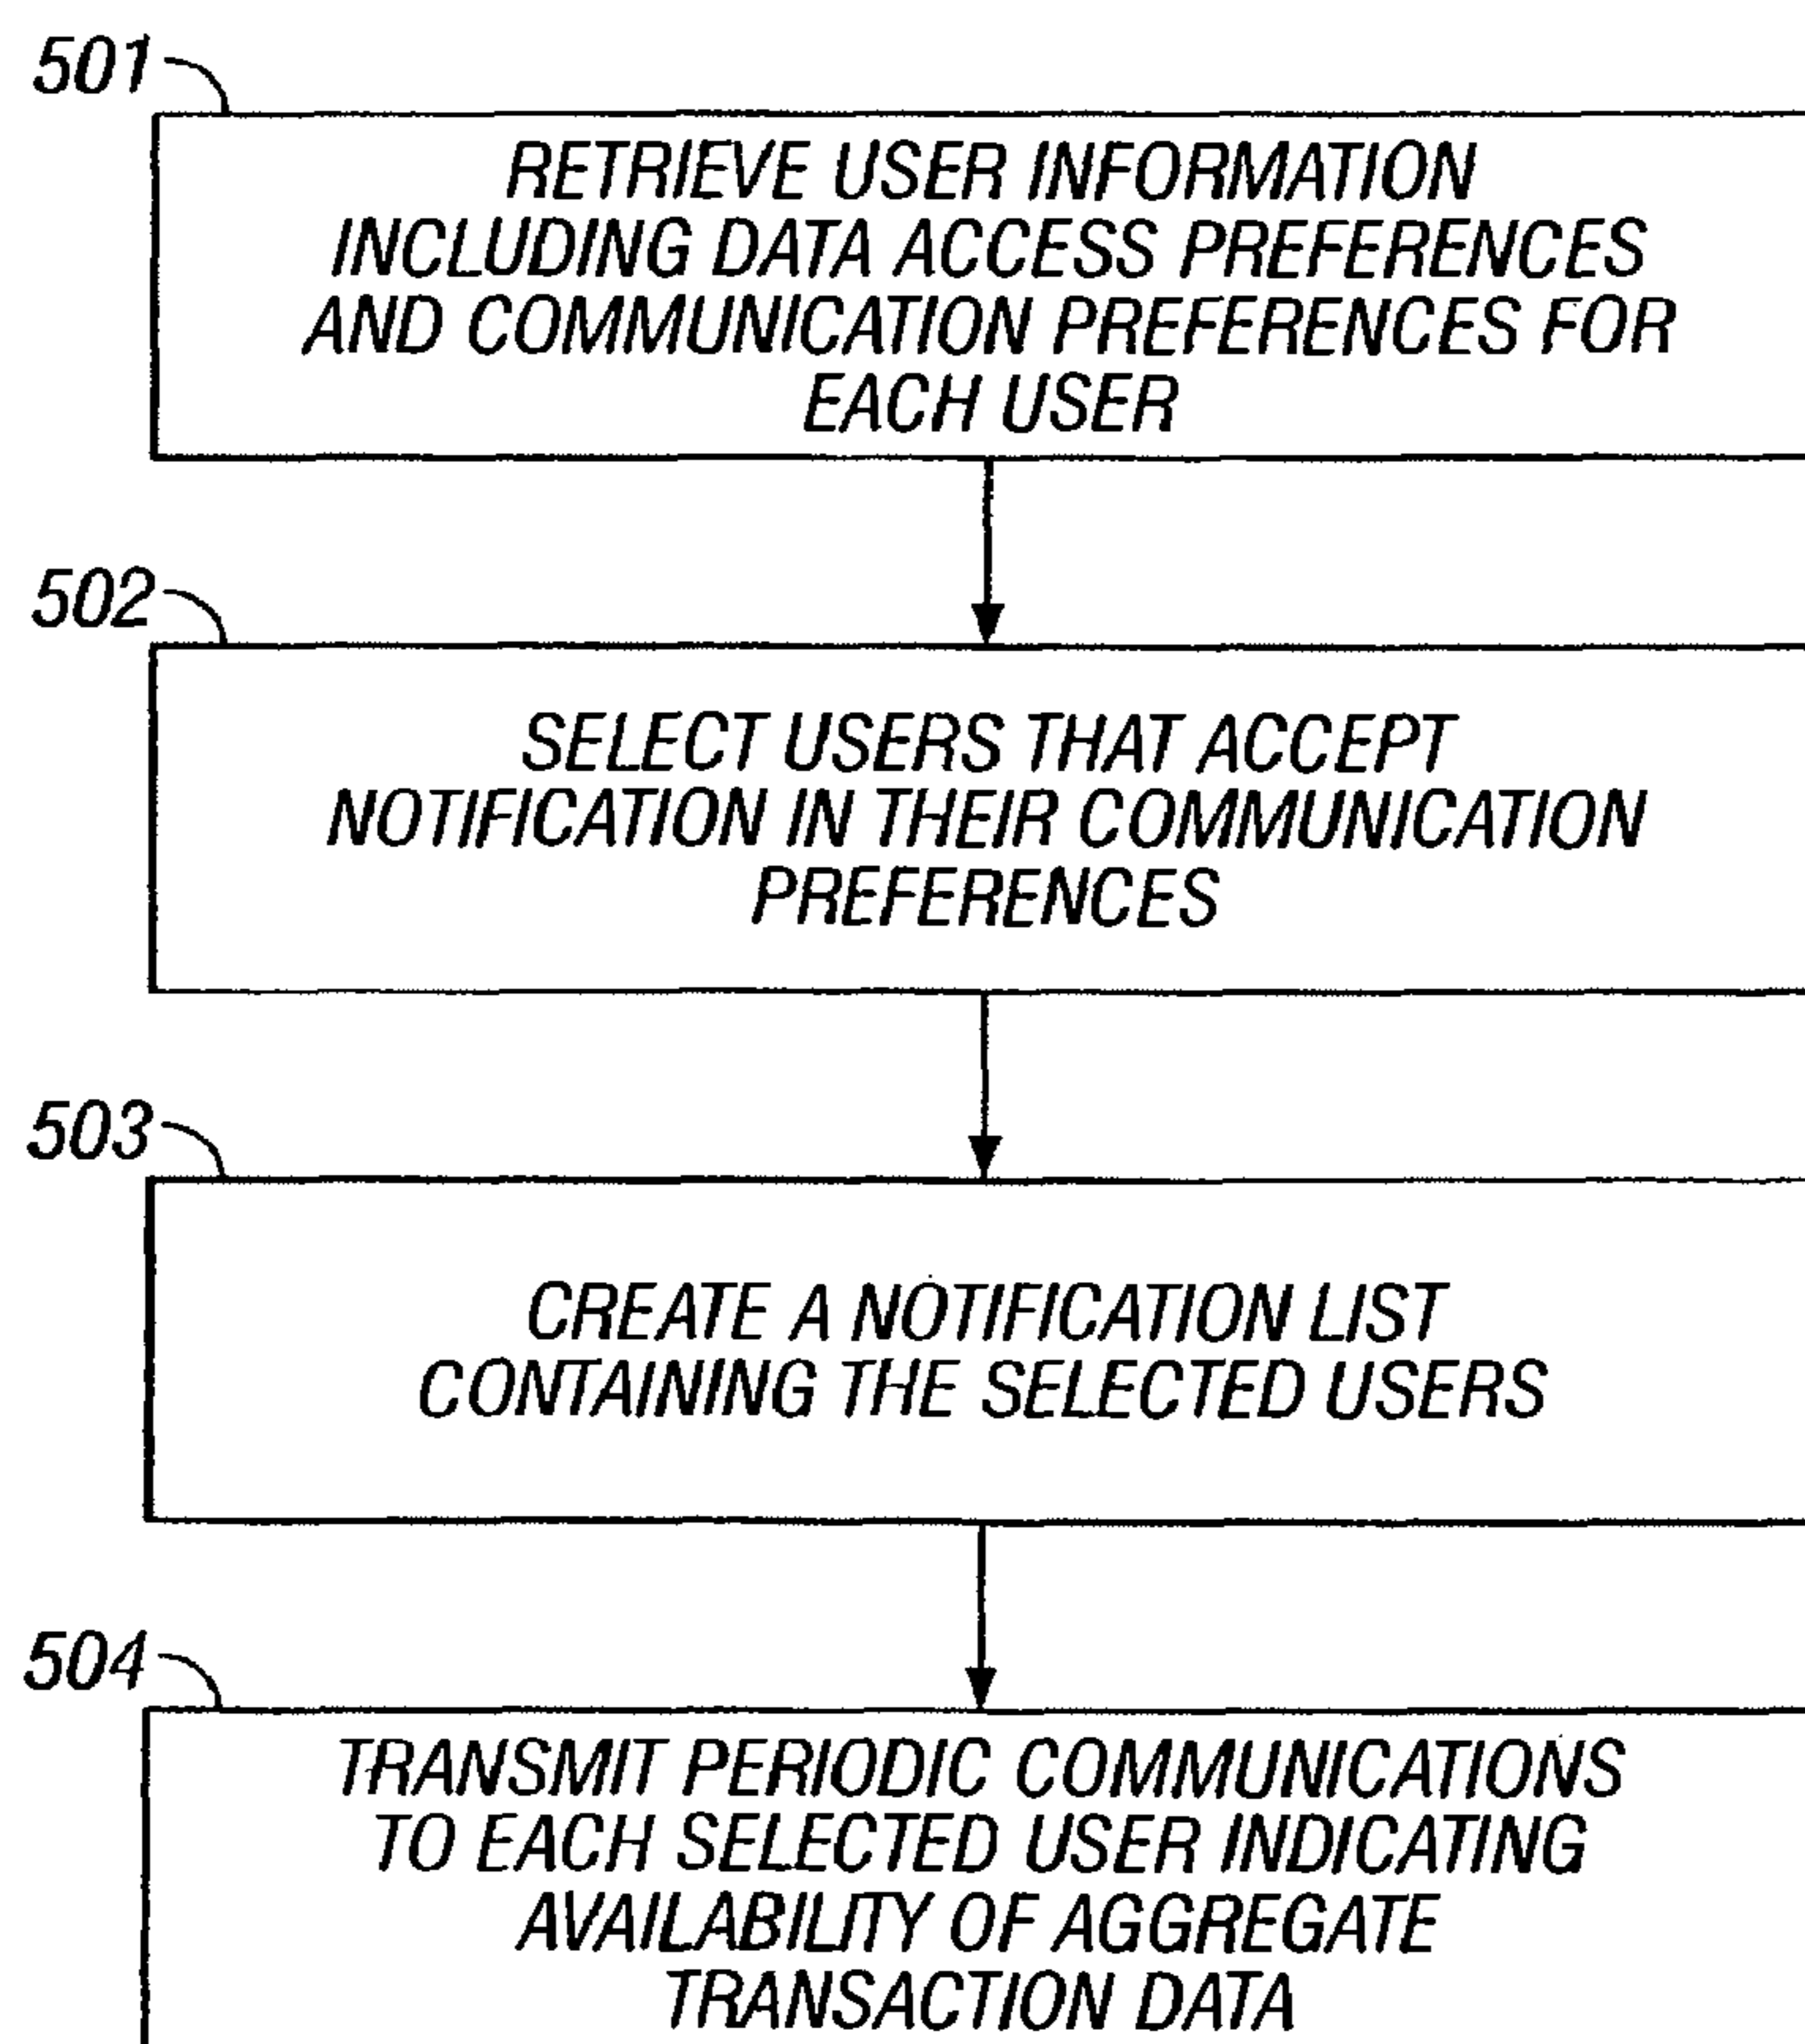 501
RETRIEVE USER INFORMATION
INCLUDING DATA ACCESS PREFERENCES
AND COMMUNICATION PREFERENCES FOR
EACH USER
502
SELECT USERS THAT ACCEPT
NOTIFICATION IN THEIR COMMUNICATION
PREFERENCES
503
CREATE A NOTIFICATION LIST
CONTAINING THE SELECTED USERS
504
TRANSMIT PERIODIC COMMUNICATIONS
TO EACH SELECTED USER INDICATING
AVAILABILITY OF AGGREGATE
TRANSACTION DATA